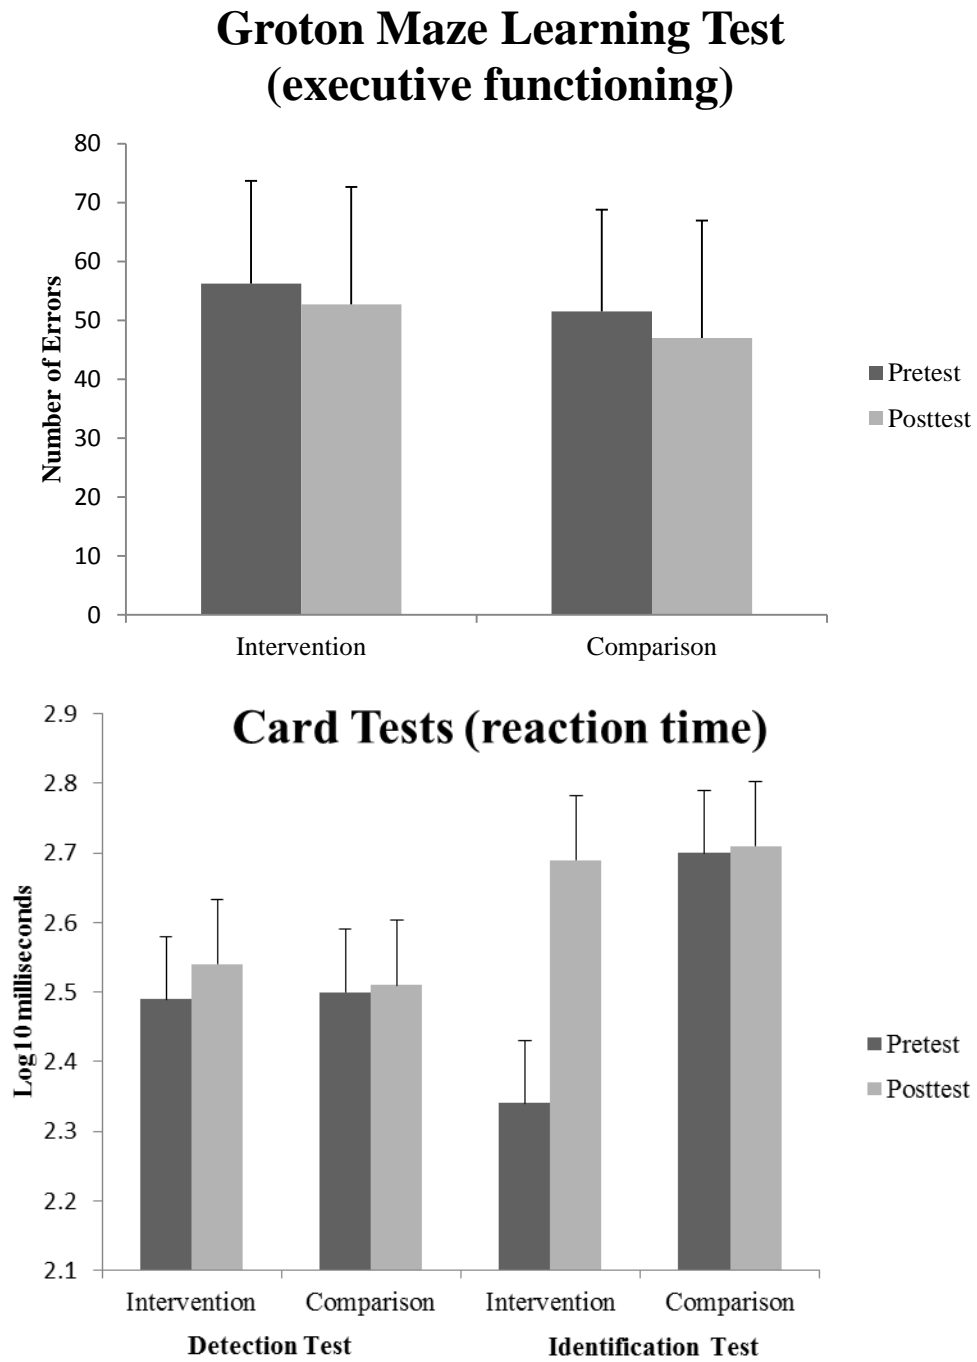 Groton Maze Learning Test
(executive functioning)
80
70
60
50
40
30
20
10
0
Number of Errors
Intervention
Comparison
Pretest
Posttest
Card Tests (reaction time)
2.9
2.8
2.7
2.6
2.5
2.4
2.3
2.2
2.1
Log10 milliseconds
Intervention
Comparison
Intervention
Comparison
Detection Test
Identification Test
Pretest
Posttest